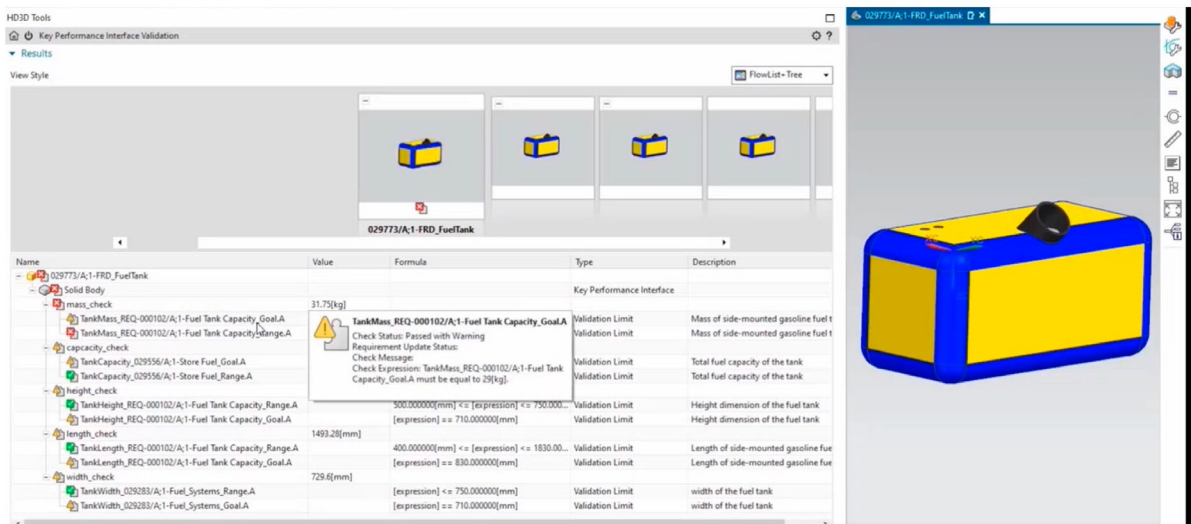 HD3D Tools
Key Performance Interface Validation
Results
View Style
FlowList+Tree
029773/A;1-FRD_FuelTank
Name Value Formula Type Description
029773/A;1-FRD_FuelTank
Solid Body Key Performance Interface
mass_check 31.75[kg]
TankMass_REQ-000102/A;1-Fuel Tank Capacity_Goal.A Validation Limit Mass of side-mounted gasoline fuel t
TankMass_REQ-000102/A;1-Fuel Tank Capacity_Range.A Validation Limit Mass of side-mounted gasoline fuel t
capcacity_check
TankCapacity_029556/A;1-Store Fuel_Goal.A Validation Limit Total fuel capacity of the tank
TankCapacity_029556/A;1-Store Fuel_Range.A Validation Limit Total fuel capacity of the tank
height_check
TankHeight_REQ-000102/A;1-Fuel Tank Capacity_Range.A 500.000000[mm] <= [expression] <= 750.000... Validation Limit Height dimension of the fuel tank
TankHeight_REQ-000102/A;1-Fuel Tank Capacity_Goal.A [expression] == 710.000000[mm] Validation Limit Height dimension of the fuel tank
length_check 1493.28[mm]
TankLength_REQ-000102/A;1-Fuel Tank Capacity_Range.A 400.000000[mm] <= [expression] <= 1830.00... Validation Limit Length of side-mounted gasoline fue
TankLength_REQ-000102/A;1-Fuel Tank Capacity_Goal.A [expression] == 830.000000[mm] Validation Limit Length of side-mounted gasoline fue
width_check 729.6[mm]
TankWidth_029283/A;1-Fuel_Systems_Range.A [expression] <= 750.000000[mm] Validation Limit width of the fuel tank
TankWidth_029283/A;1-Fuel_Systems_Goal.A [expression] == 710.000000[mm] Validation Limit width of the fuel tank
TankMass_REQ-000102/A;1-Fuel Tank Capacity_Goal.A
Check Status: Passed with Warning
Requirement Update Status:
Check Message:
Check Expression: TankMass_REQ-000102/A;1-Fuel Tank
Capacity_Goal.A must be equal to 29[kg].
029773/A;1-FRD_FuelTank